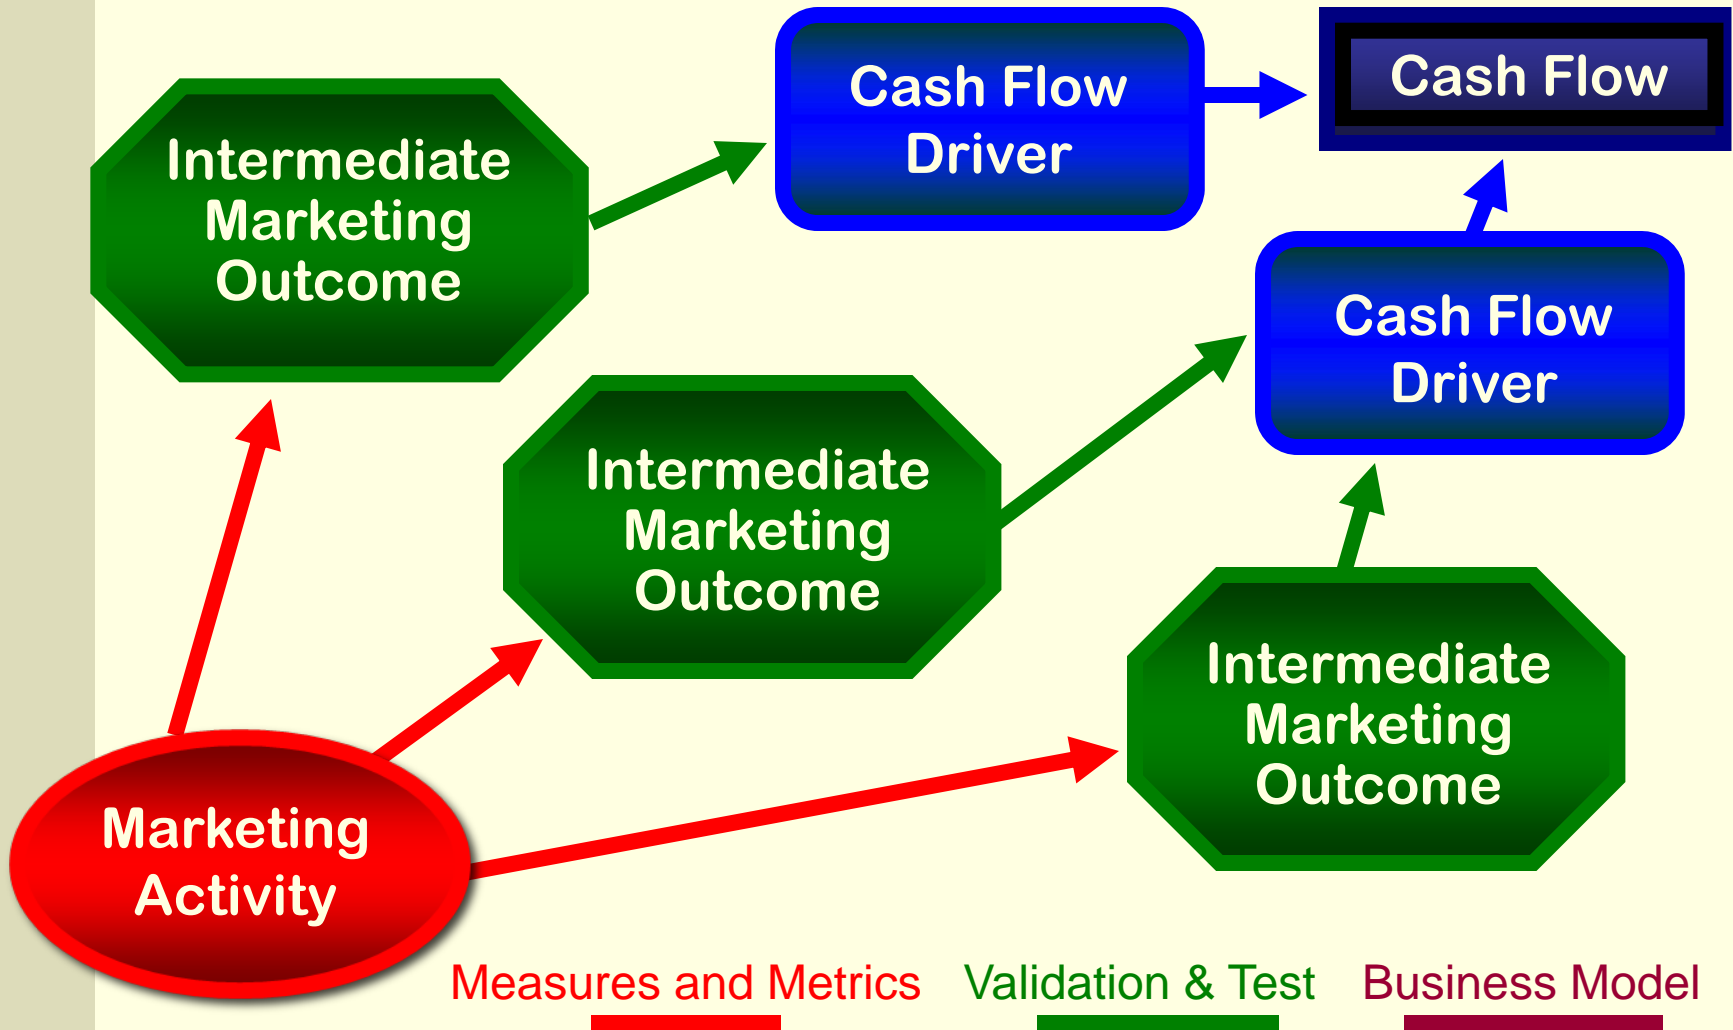 Cash Flow
Driver
Cash Flow
Intermediate
Marketing
Outcome
Cash Flow
Driver
Intermediate
Marketing
Outcome
Intermediate
Marketing
Outcome
Marketing
Activity
Measures and Metrics
Validation & Test
Business Model